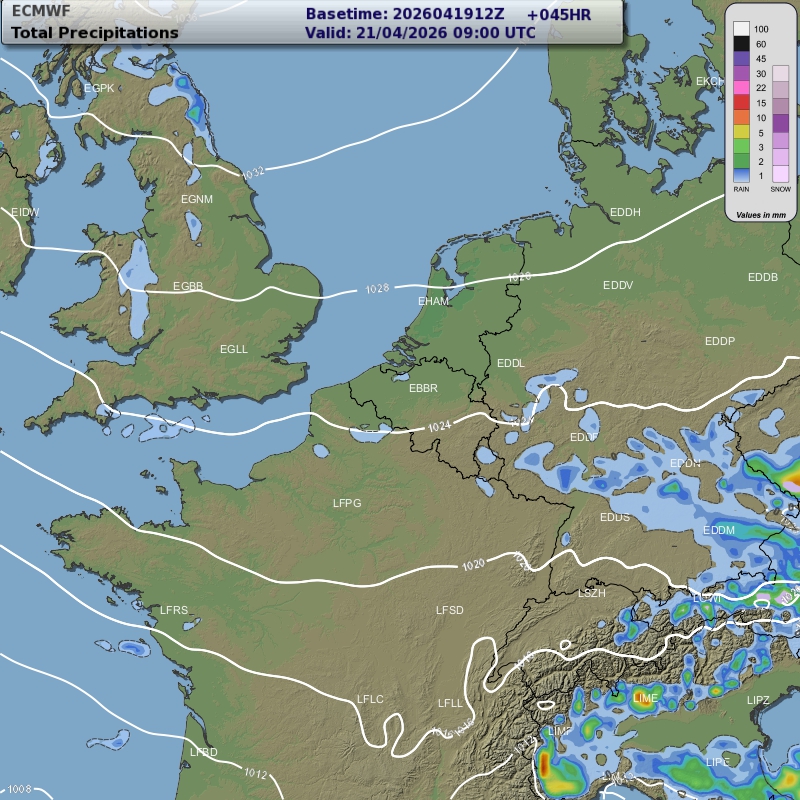 ECMWF
Total Precipitations
Basetime: 2026041912Z +045HR
Valid: 21/04/2026 09:00 UTC
100
60
45
30
22
15
10
5
3
2
1
RAIN SNOW
Values in mm
EGPK
EKCH
1032
EGNM
EIDW
EDDH
1028
EGBB
1028
EHAM
EDDV
EDDB
EGLL
EDDP
EDDL
EBBR
1024
EDDF
EDDN
LFPG
EDDS
EDDM
1020
LSZH
LOWI
LFRS
LFSD
LFLC
LFLL
LIME
LIPZ
LIMF
LFBD
LIPE
1012
1012
1008